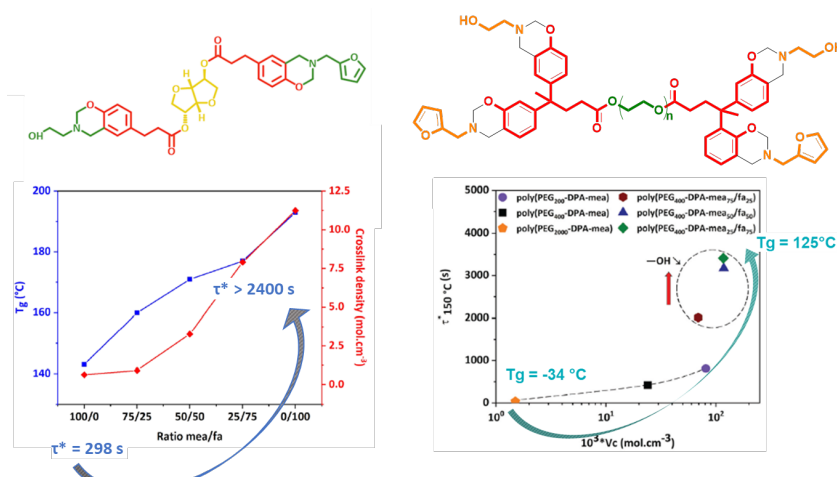 HO
N
O
O
N
OH
O
O
O
O
n
O
O
O
N
O
N
O
N
O
O
O
O
H
O
O
H
O
O
O
N
OH
N
O
200
180
160
140
Tg (°C)
12.5
10.0
7.5
5.0
2.5
0.0
Crosslink density (mol.cm⁻³)
τ* > 2400 s
100/0 75/25 50/50 25/75 0/100
Ratio mea/fa
τ* = 298 s
5000
4000
3000
2000
1000
0
τ*150 °C (s)
poly(PEG₂₀₀-DPA-mea) poly(PEG₄₀₀-DPA-mea₇₅/fa₂₅)
poly(PEG₄₀₀-DPA-mea) poly(PEG₄₀₀-DPA-mea₅₀/fa₅₀)
poly(PEG₂₀₀₀-DPA-mea) poly(PEG₄₀₀-DPA-mea₂₅/fa₇₅)
Tg = 125°C
—OH
Tg = -34 °C
10⁰ 10¹ 10²
10³*Vc (mol.cm⁻³)